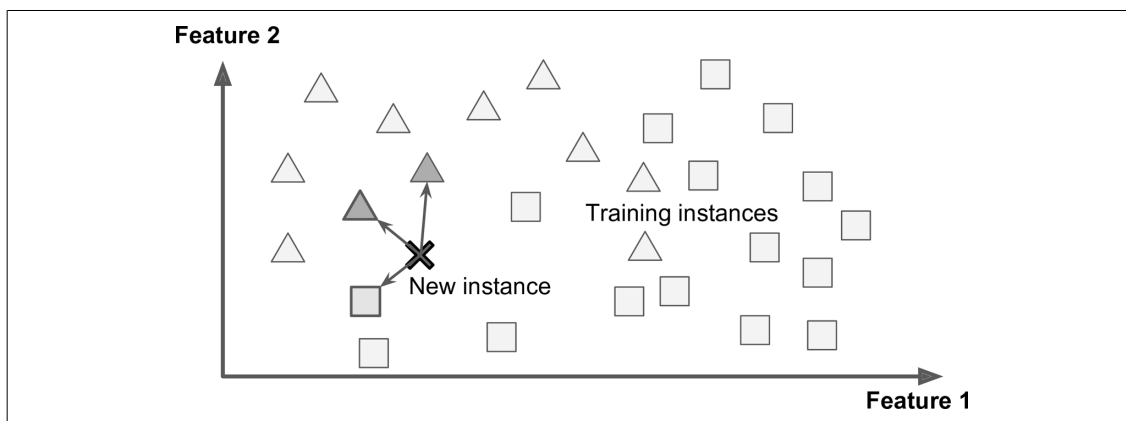 Feature 2
Training instances
New instance
Feature 1